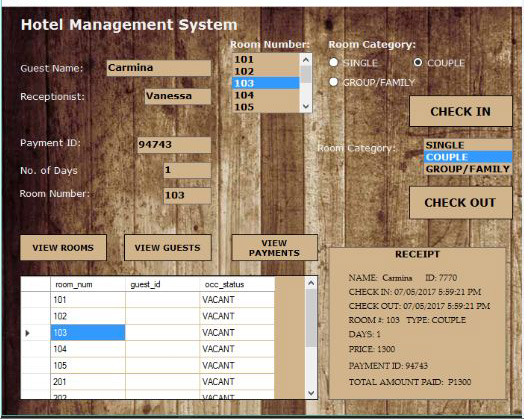 Hotel Management System
Room Number:
Room Category:
Guest Name:
Carmina
101
102
103
104
105
SINGLE
COUPLE
GROUP/FAMILY
Receptionist:
Vanessa
CHECK IN
Payment ID:
94743
Room Category:
SINGLE
COUPLE
GROUP/FAMILY
No. of Days
1
Room Number:
103
CHECK OUT
VIEW ROOMS
VIEW GUESTS
VIEW
PAYMENTS
room_num guest_id occ_status
101 VACANT
102 VACANT
103 VACANT
104 VACANT
105 VACANT
201 VACANT
202 VACANT
RECEIPT
NAME: Carmina ID: 7770
CHECK IN: 07/05/2017 5:59:21 PM
CHECK OUT: 07/05/2017 5:59:21 PM
ROOM #: 103 TYPE: COUPLE
DAYS: 1
PRICE: 1300
PAYMENT ID: 94743
TOTAL AMOUNT PAID: P1300